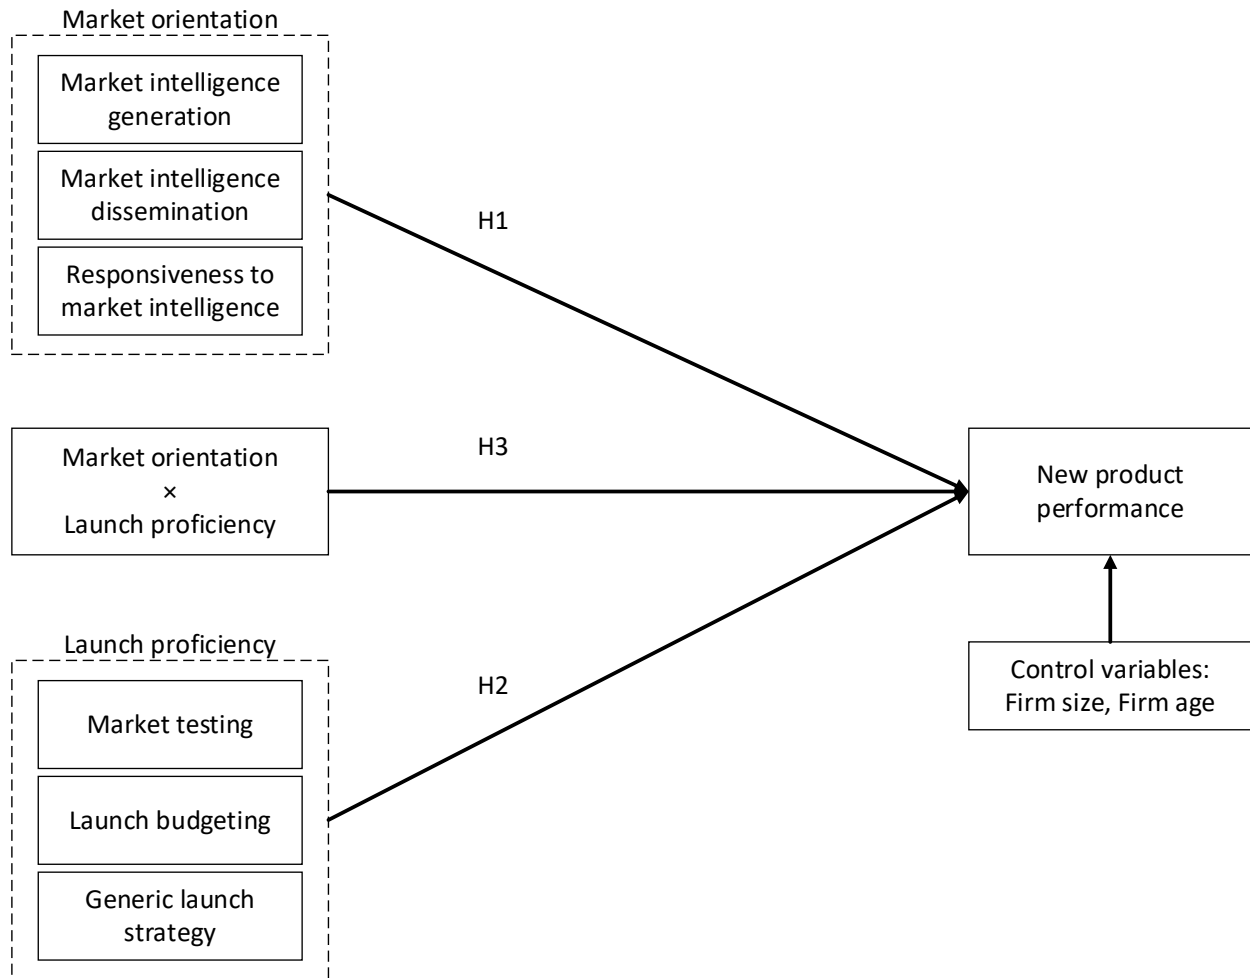 Market orientation
Market intelligence
generation
Market intelligence
dissemination
Responsiveness to
market intelligence
H1
Market orientation
×
Launch proficiency
H3
New product
performance
Launch proficiency
Market testing
Launch budgeting
Generic launch
strategy
H2
Control variables:
Firm size, Firm age